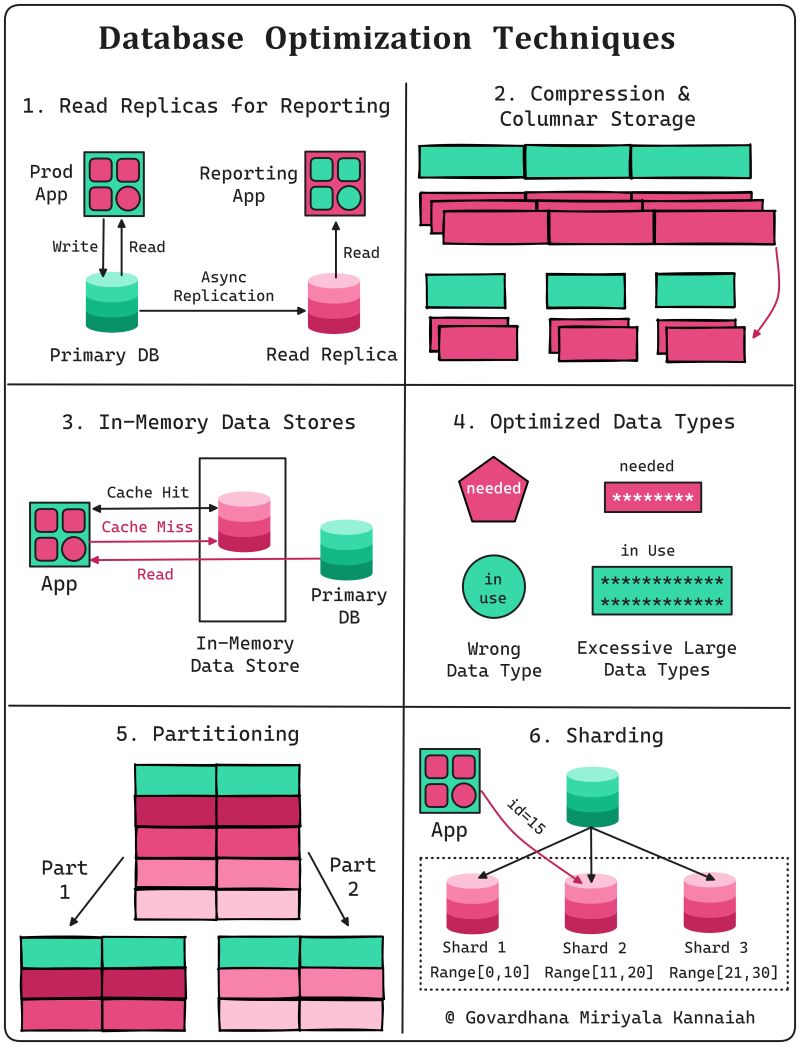 Database Optimization Techniques
1. Read Replicas for Reporting
Prod
App
Reporting
App
Write
Read
Read
Async
Replication
Primary DB
Read Replica
2. Compression &
Columnar Storage
3. In-Memory Data Stores
Cache Hit
Cache Miss
Read
App
Primary
DB
In-Memory
Data Store
4. Optimized Data Types
needed
needed
********
in Use
in
use
************
************
Wrong
Data Type
Excessive Large
Data Types
5. Partitioning
Part
1
Part
2
6. Sharding
App
id=15
Shard 1
Shard 2
Shard 3
Range[0,10]
Range[11,20]
Range[21,30]
@ Govardhana Miriyala Kannaiah